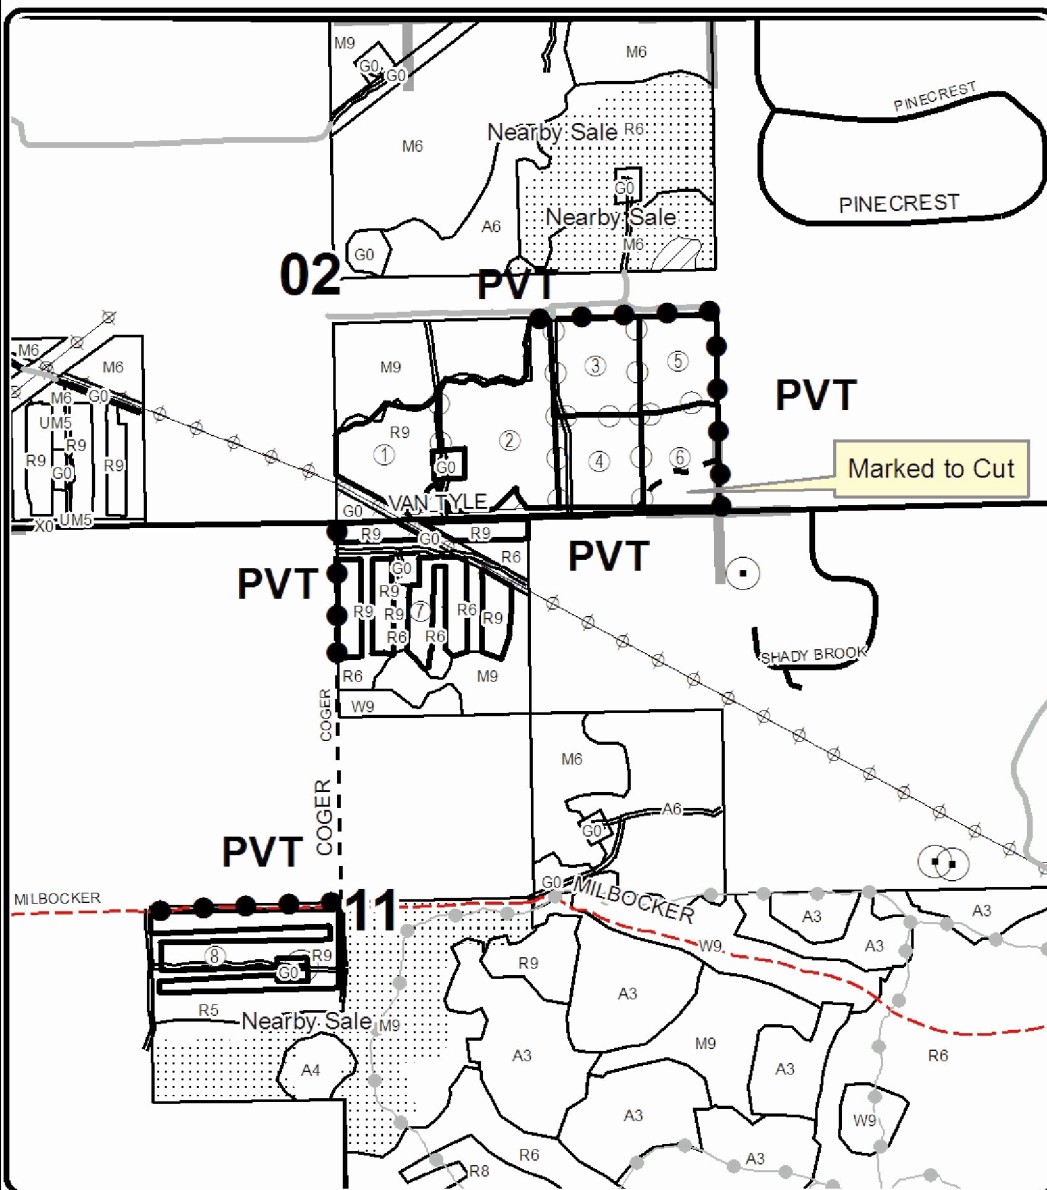 M9
M6
G0
G0
PINECREST
Nearby Sale R6
M6
G0
PINECREST
Nearby Sale
A6
M6
G0
02
PVT
M6
M6
M9
3
5
PVT
M6
G0
UM5
R9
2
R9
R9
R9
1
4
6
Marked to Cut
G0
G0
VAN TYLE
G0
X0
UM5
R9
G0
R9
PVT
R6
PVT
G0
R9
R9
R9
7
R6
R9
R6
R6
SHADY BROOK
R6
M9
W9
COGER
M6
COGER
A6
G0
PVT
G0
MILBOCKER
MILBOCKER
11
A3
A3
A3
W9
8
R9
G0
R9
A3
R5
Nearby Sale
M9
M9
A3
R6
A4
A3
A3
W9
R6
A3
R8